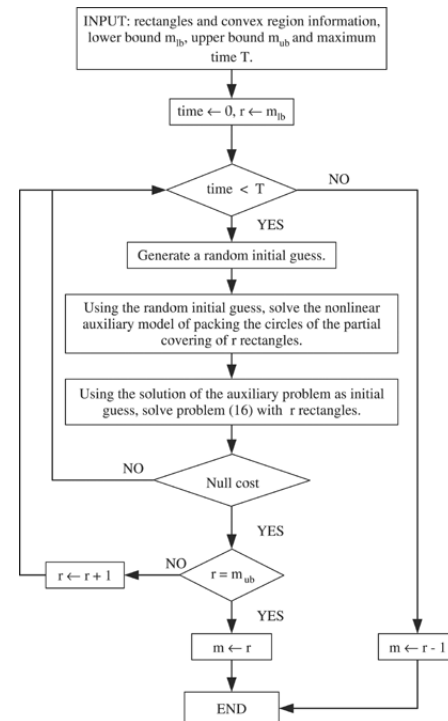 INPUT: rectangles and convex region information,
lower bound m_lb, upper bound m_ub and maximum
time T.
time ← 0, r ← m_lb
time < T
NO
YES
Generate a random initial guess.
Using the random initial guess, solve the nonlinear
auxiliary model of packing the circles of the partial
covering of r rectangles.
Using the solution of the auxiliary problem as initial
guess, solve problem (16) with r rectangles.
NO
Null cost
YES
NO
r ← r + 1
r = m_ub
YES
m ← r
m ← r - 1
END